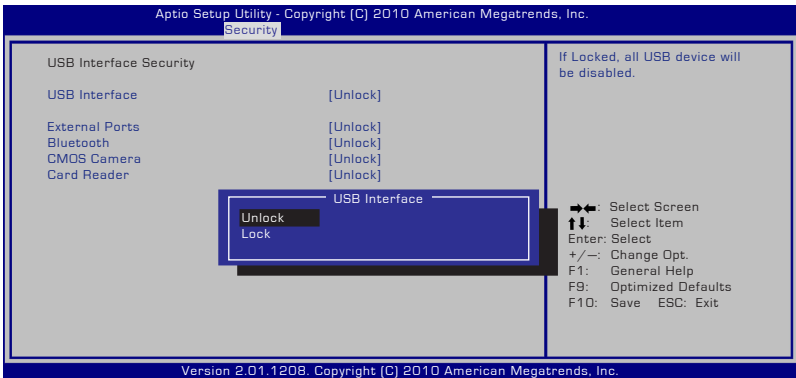 Aptio Setup Utility - Copyright (C) 2010 American Megatrends, Inc.
Security
USB Interface Security
USB Interface [Unlock]
External Ports [Unlock]
Bluetooth [Unlock]
CMOS Camera [Unlock]
Card Reader [Unlock]
USB Interface
Unlock
Lock
If Locked, all USB device will
be disabled.
→←: Select Screen
↑↓: Select Item
Enter: Select
+/—: Change Opt.
F1: General Help
F9: Optimized Defaults
F10: Save ESC: Exit
Version 2.01.1208. Copyright (C) 2010 American Megatrends, Inc.